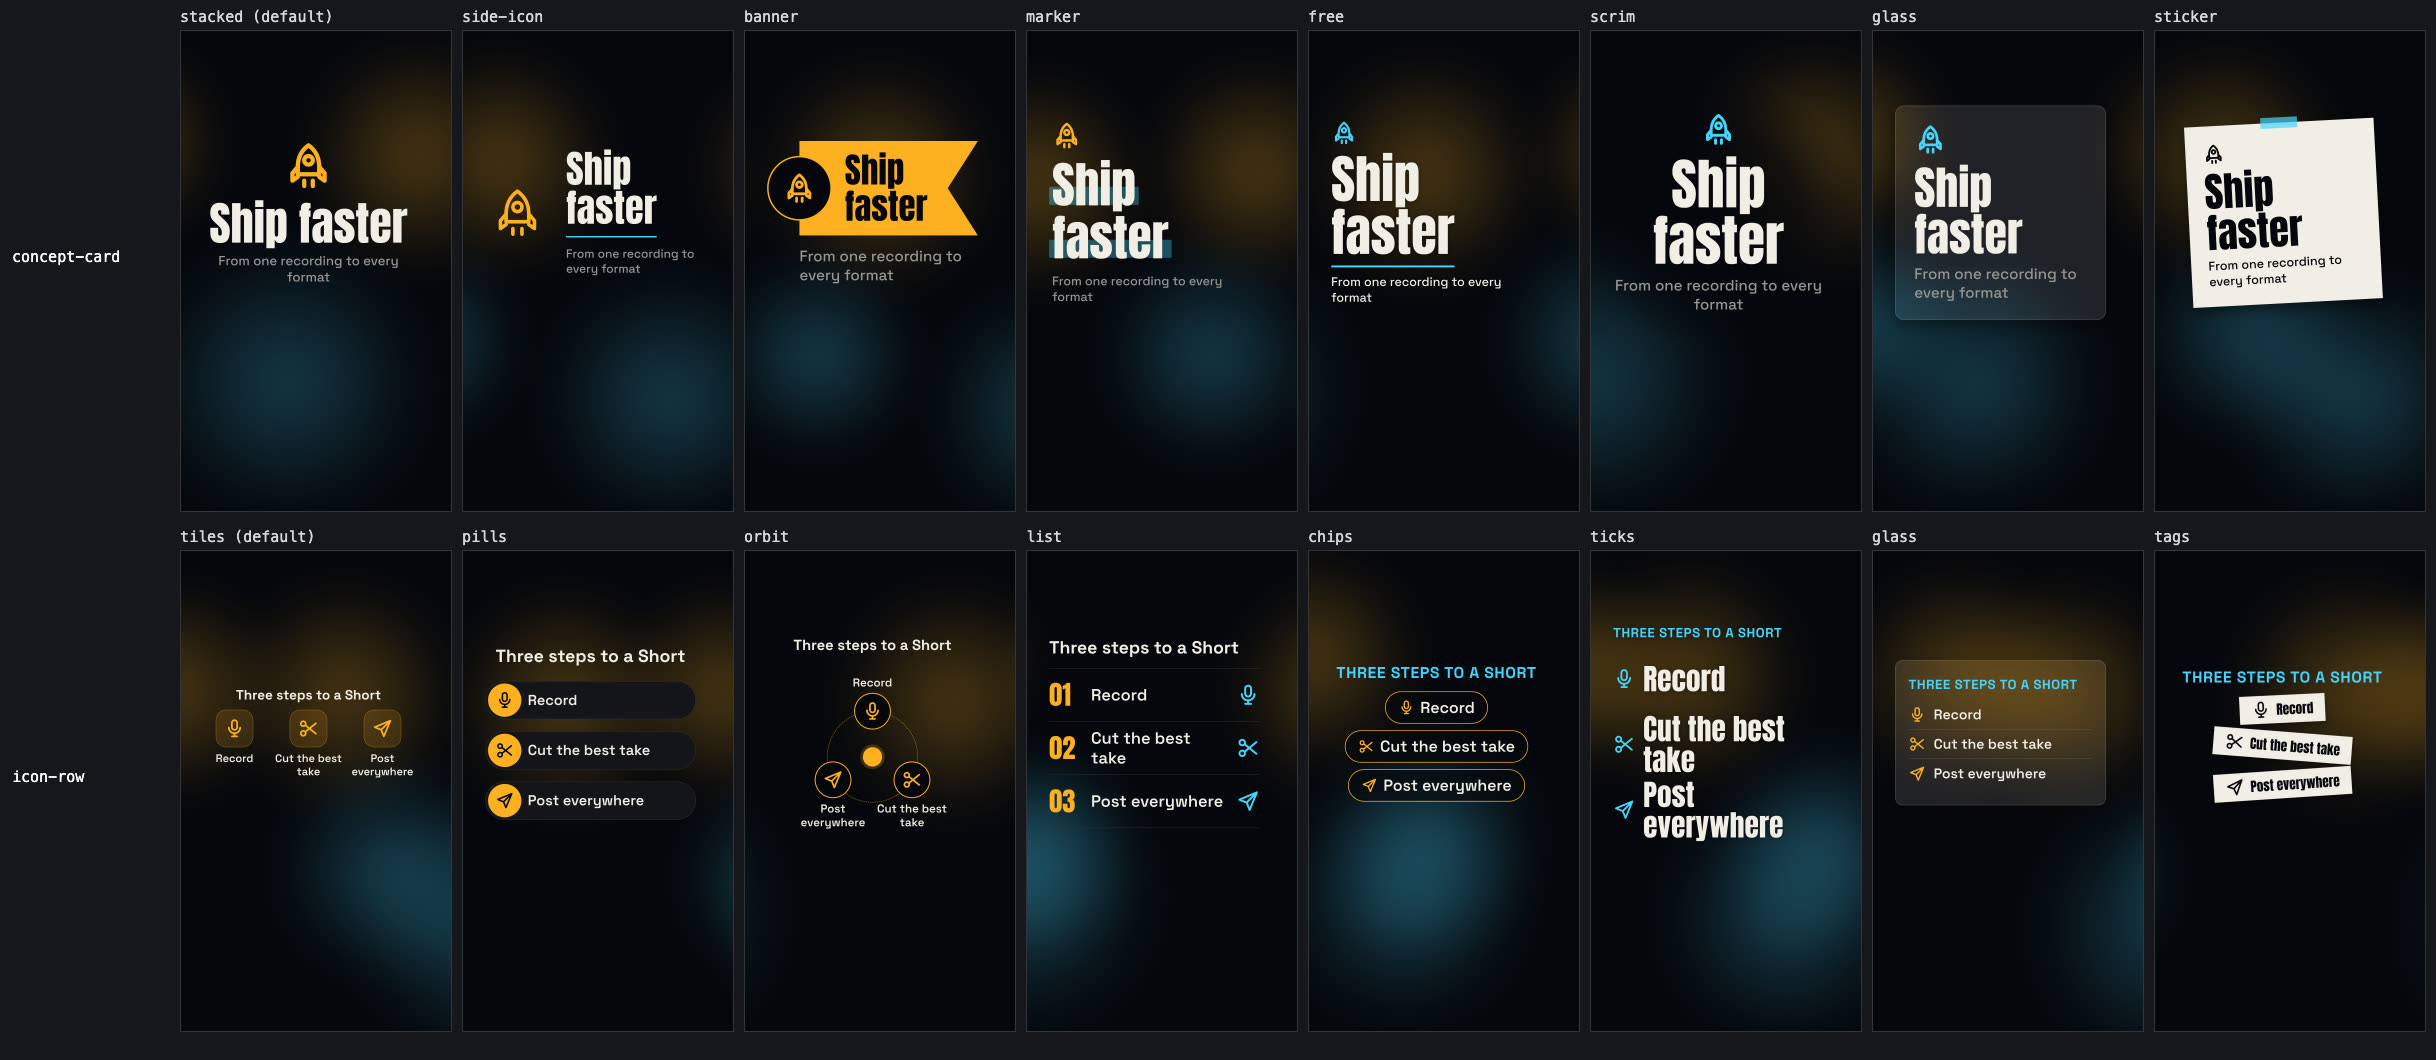 stacked (default)
side-icon
banner
marker
free
scrim
glass
sticker
concept-card
Ship faster
From one recording to every
format
Ship
faster
From one recording to
every format
Ship
faster
From one recording to
every format
Ship
faster
From one recording to every
format
Ship
faster
From one recording to every
format
Ship
faster
From one recording to every
format
Ship
faster
From one recording to
every format
Ship
faster
From one recording to
every format
tiles (default)
pills
orbit
list
chips
ticks
glass
tags
icon-row
Three steps to a Short
Record
Cut the best
take
Post
everywhere
Three steps to a Short
Record
Cut the best take
Post everywhere
Three steps to a Short
Record
Post
everywhere
Cut the best
take
Three steps to a Short
01 Record
02 Cut the best
take
03 Post everywhere
THREE STEPS TO A SHORT
Record
Cut the best take
Post everywhere
THREE STEPS TO A SHORT
Record
Cut the best
take
Post
everywhere
THREE STEPS TO A SHORT
Record
Cut the best take
Post everywhere
THREE STEPS TO A SHORT
Record
Cut the best take
Post everywhere